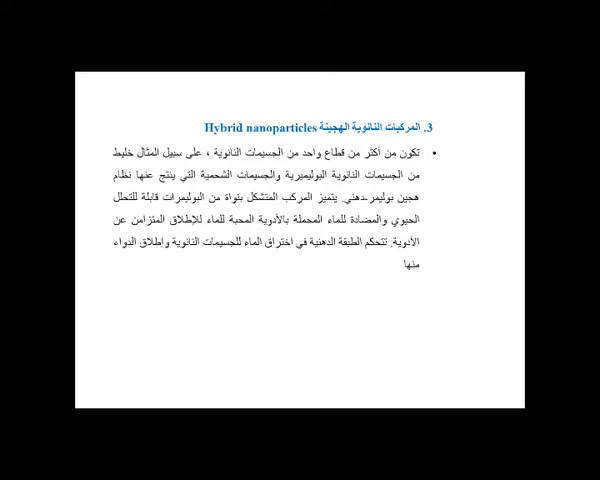 3. المركبات النانوية الهجينة Hybrid nanoparticles
• تكون من أكثر من قطاع واحد من الجسيمات النانوية ، على سبيل المثال خليط
من الجسيمات النانوية البوليميرية والجسيمات الشحمية التي ينتج عنها نظام
هجين بوليمر-دهني. يتميز المركب المتشكل بنواة من البوليمرات قابلة للتحلل
الحيوي والمضادة للماء المحملة بالأدوية المحبة للماء للإطلاق المتزامن عن
الأدوية. تتحكم الطبقة الدهنية في اختراق الماء للجسيمات النانوية وإطلاق الدواء
منها